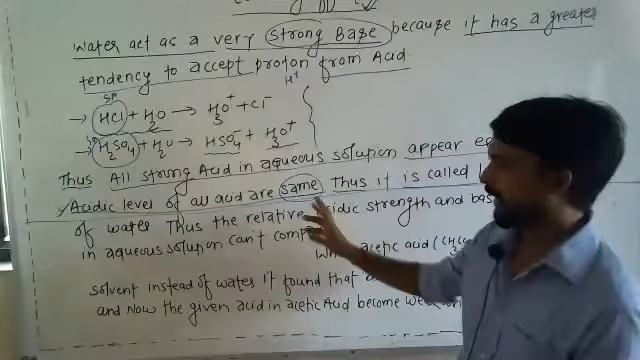 Water act as a very strong Base because it has a greater
tendency to accept proton from Acid.
H+
SA
→ HCl + H2O → H3O+ + Cl-
SA
→ H2SO4 + H2O → HSO4- + H3O+
Thus All strong Acid in aqueous solution appear
Acidic level of all acid are same Thus it is called
of water Thus the relative acidic strength and
in aqueous solution can't
acetic acid (CH3
solvent instead of water it found that
and Now the given acid in acetic Acid become